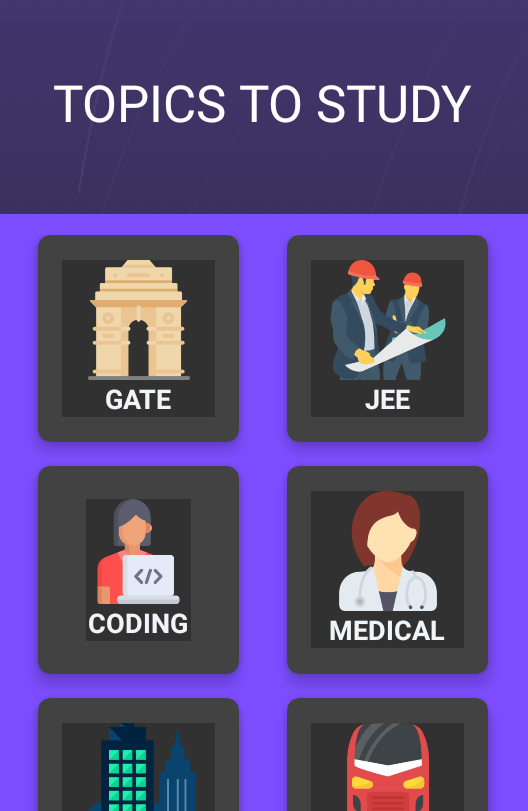 TOPICS TO STUDY
GATE
JEE
</>
CODING
MEDICAL